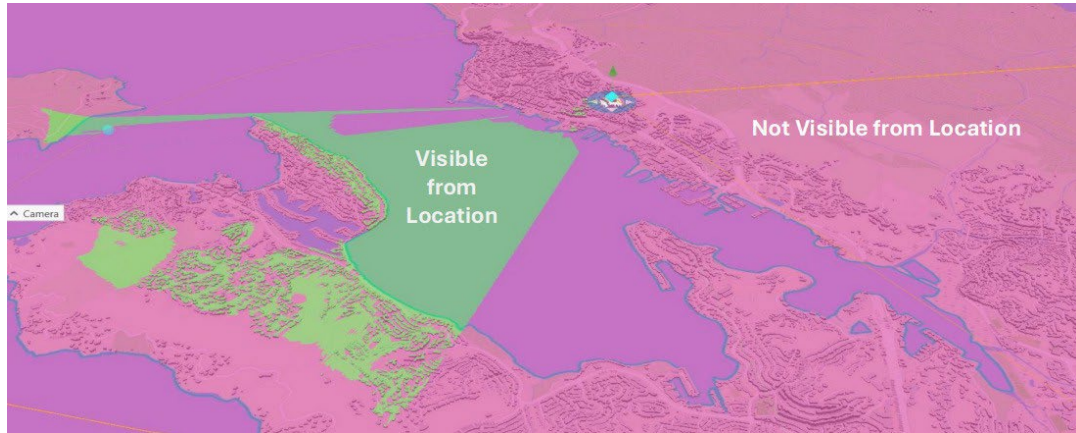 Not Visible from Location
Visible
from
Location
Camera